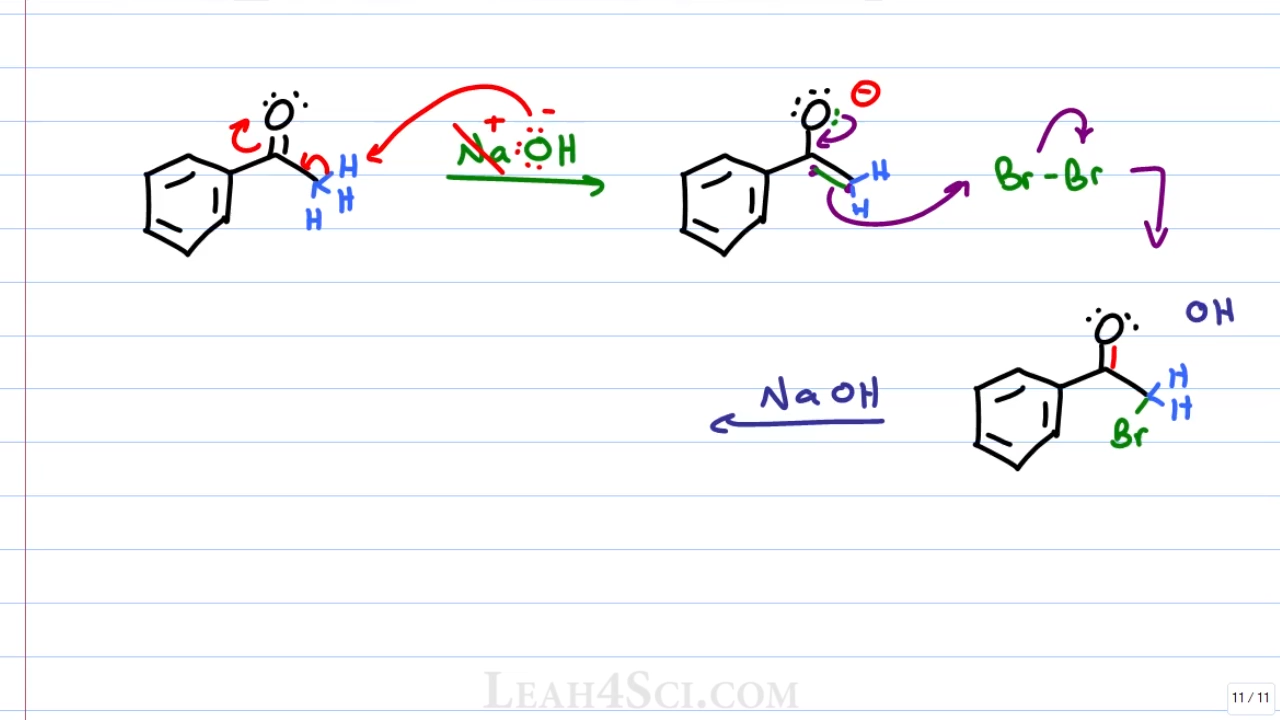 O
H
H
H
Na + OH -
O -
H
H
Br - Br
O
OH
H
H
Br
NaOH
LEAH4SCI.COM
11 / 11